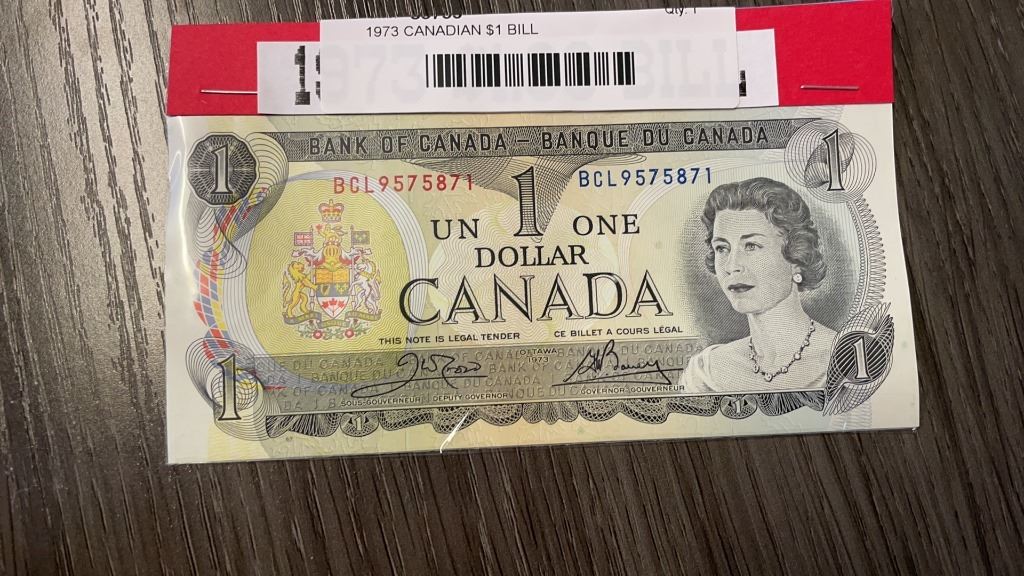 Qty: 1
1973 CANADIAN $1 BILL
1
1
BANK OF CANADA – BANQUE DU CANADA
BCL9575871
BCL9575871
1
UN ONE
DOLLAR
CANADA
THIS NOTE IS LEGAL TENDER
CE BILLET A COURS LÉGAL
OTTAWA
1973
SOUS-GOUVERNEUR DEPUTY-GOVERNOR
GOVERNOR-GOUVERNEUR
1
1
1
1